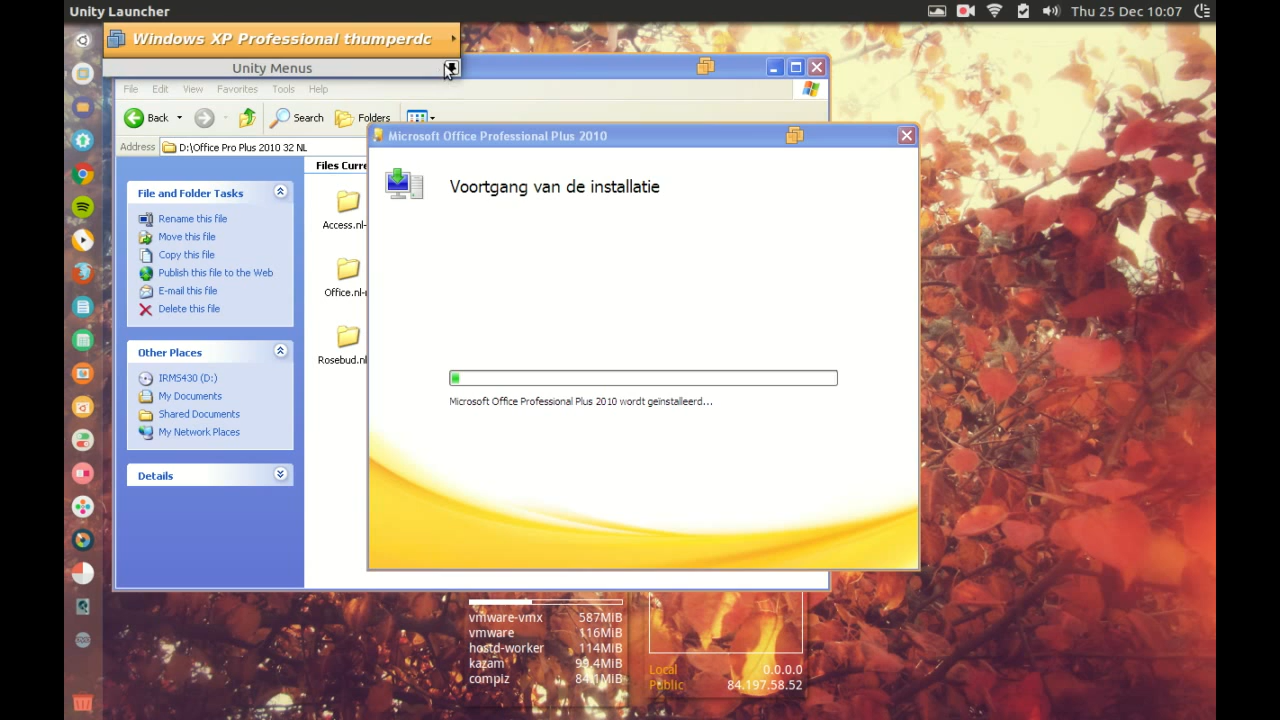 Unity Launcher
Thu 25 Dec 10:07
Windows XP Professional thumperdc
Unity Menus
File Edit View Favorites Tools Help
Back Search Folders
Address D:\Office Pro Plus 2010 32 NL
Microsoft Office Professional Plus 2010
Files Curre
File and Folder Tasks
Rename this file
Move this file
Copy this file
Publish this file to the Web
E-mail this file
Delete this file
Other Places
IRM5430 (D:)
My Documents
Shared Documents
My Network Places
Details
Access.nl-
Office.nl-
Rosebud.nl
Voortgang van de installatie
Microsoft Office Professional Plus 2010 wordt geïnstalleerd...
vmware-vmx 587MiB
vmware 116MiB
hostd-worker 114MiB
kazam 99.4MiB
compiz 84.1MiB
Local 0.0.0.0
Public 84.197.58.52